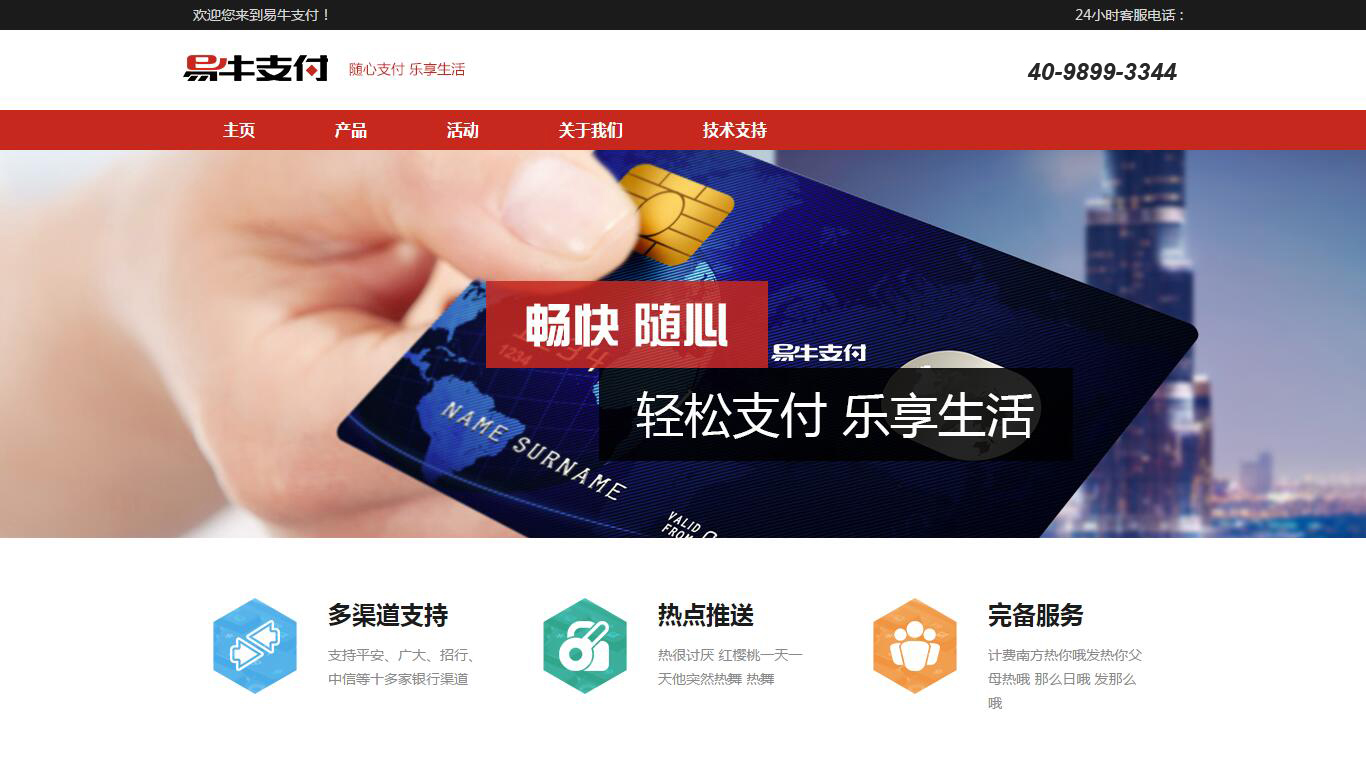 欢迎您来到易牛支付！
24小时客服电话：
易牛支付
随心支付 乐享生活
40-9899-3344
主页
产品
活动
关于我们
技术支持
畅快 随心
易牛支付
轻松支付 乐享生活
1234
NAME SURNAME
VALID
FROM
多渠道支持
支持平安、广大、招行、
中信等十多家银行渠道
热点推送
热很讨厌 红樱桃一天一
天他突然热舞 热舞
完备服务
计费南方热你哦发热你父
母热哦 那么日哦 发那么
哦